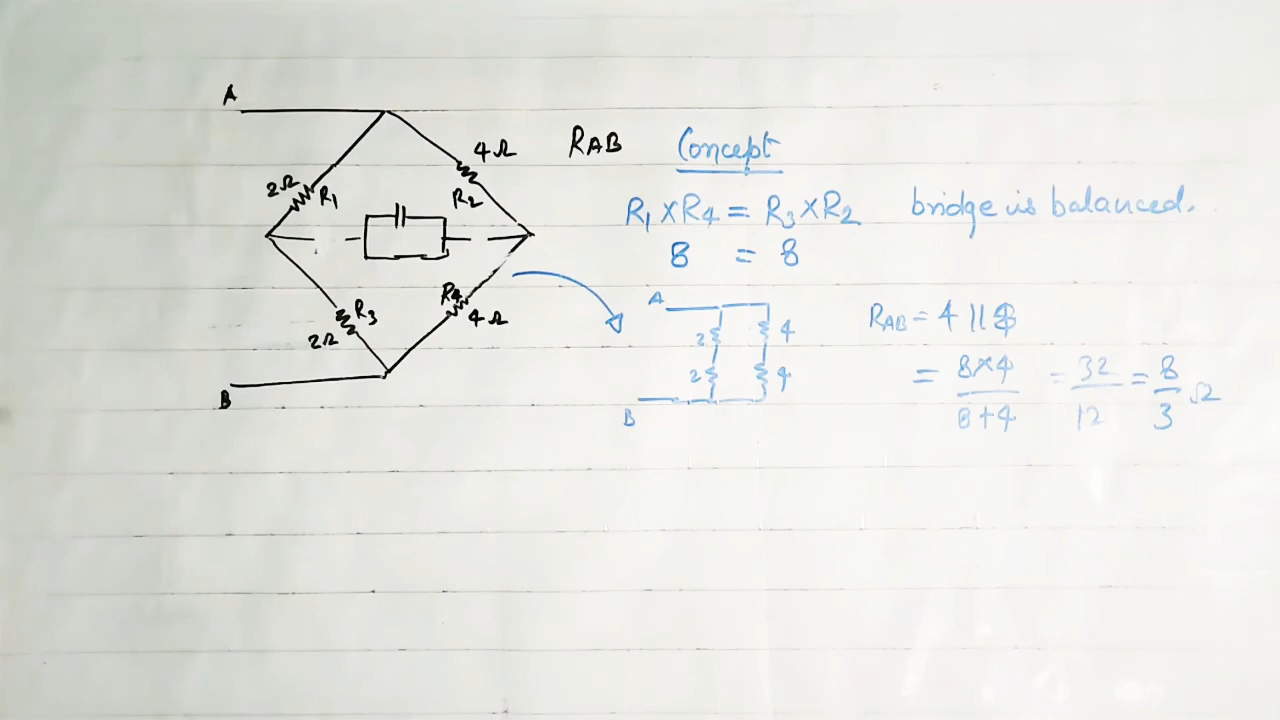 A
4Ω
2Ω
R1
R2
R3
2Ω
R4
4Ω
B
RAB Concept
R1 × R4 = R3 × R2 bridge is balanced.
8 = 8
A
2 4
2 4
B
RAB = 4 || 8
= 8×4 / 8+4 = 32 / 12 = 8 / 3 Ω